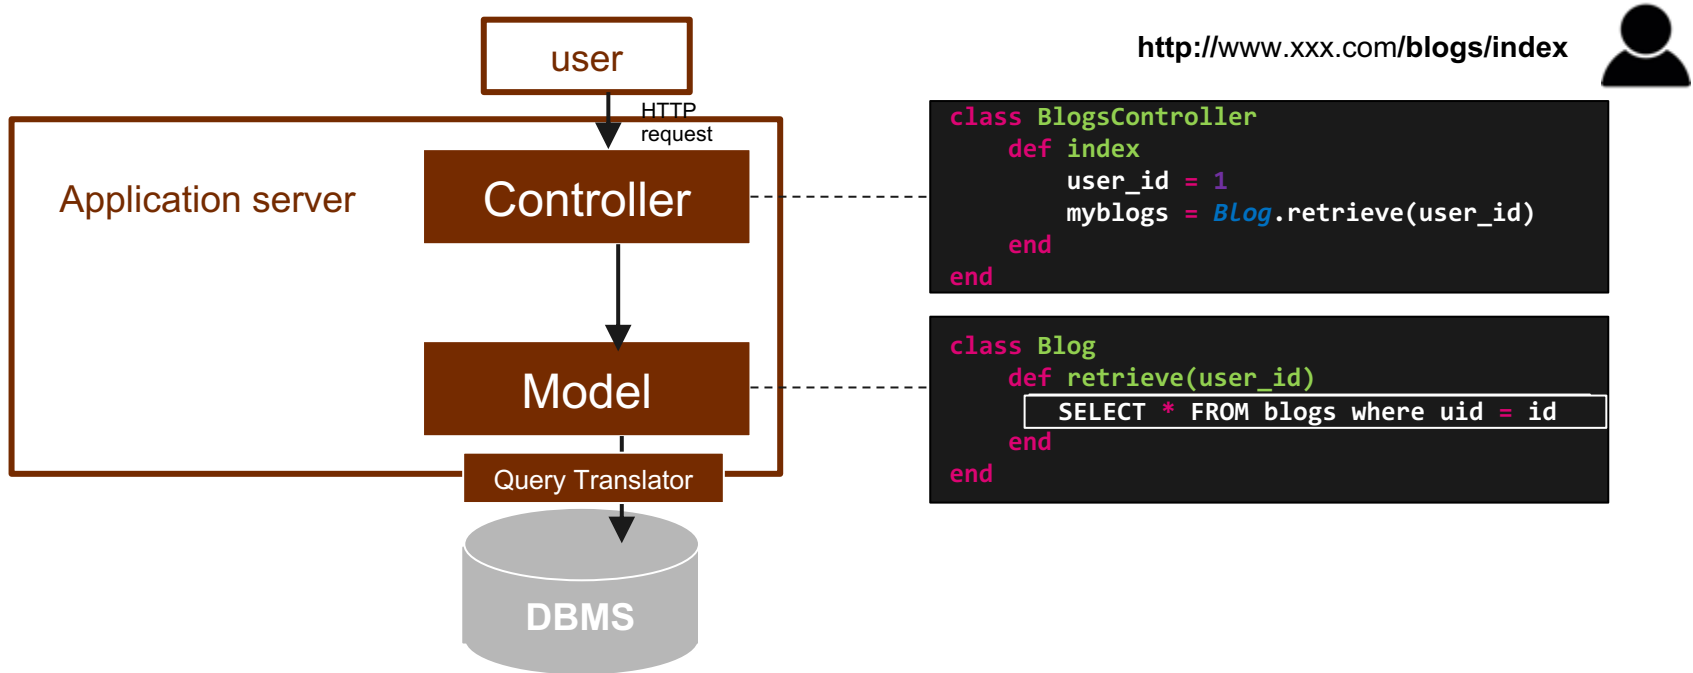 user
http://www.xxx.com/blogs/index
HTTP
request
Application server
Controller
Model
Query Translator
DBMS
class BlogsController
def index
user_id = 1
myblogs = Blog.retrieve(user_id)
end
end
class Blog
def retrieve(user_id)
SELECT * FROM blogs where uid = id
end
end